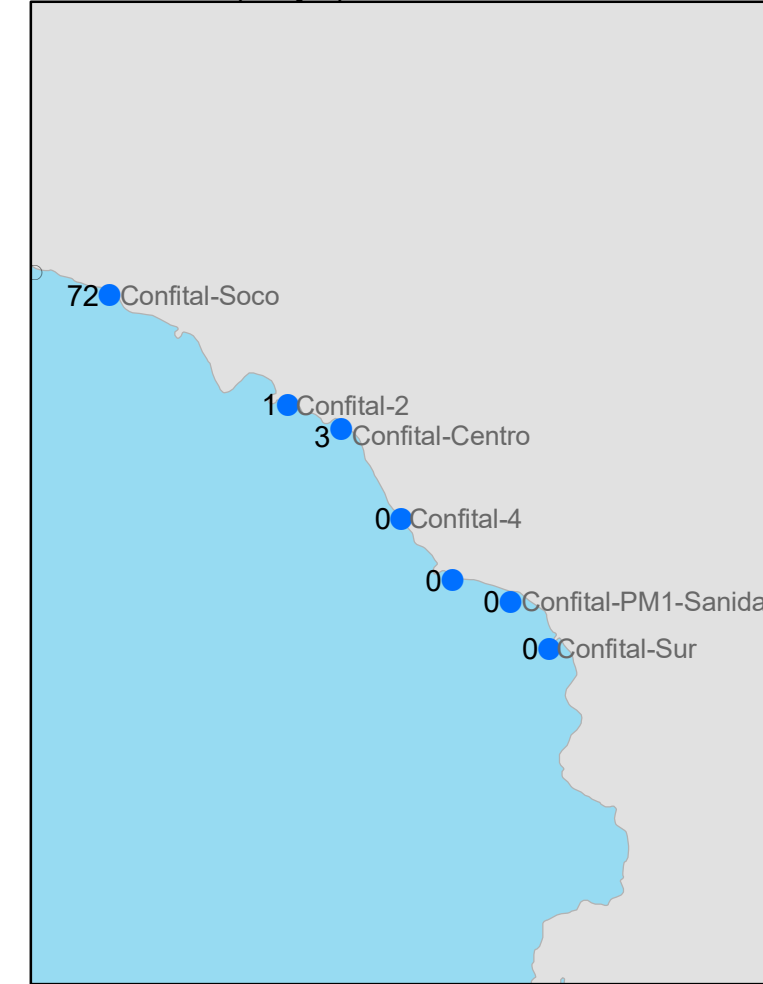 72 Confital-Soco
1 Confital-2
3 Confital-Centro
0 Confital-4
0
0 Confital-PM1-Sanida
0 Confital-Sur